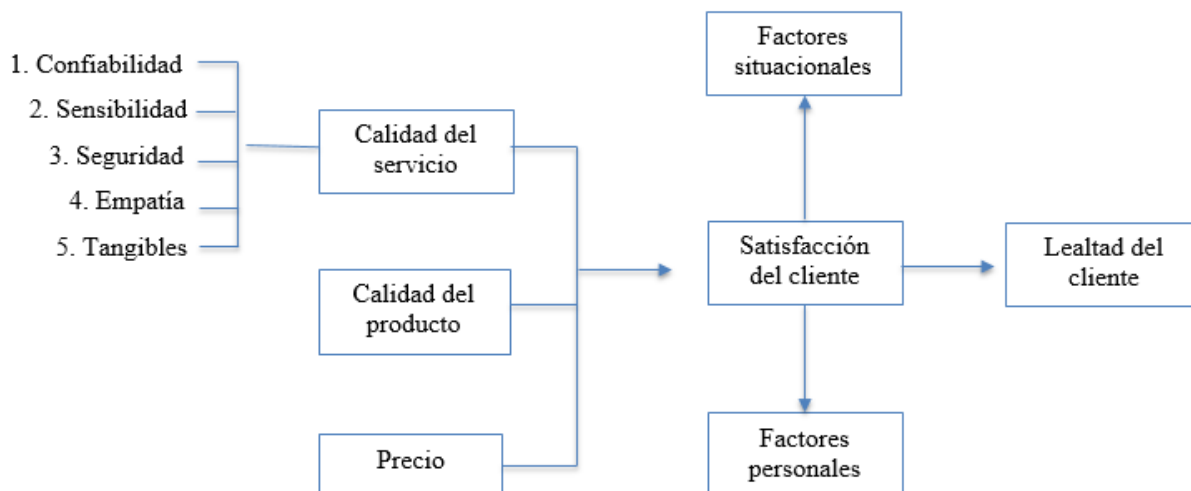 1. Confiabilidad
2. Sensibilidad
3. Seguridad
4. Empatía
5. Tangibles
Calidad del
servicio
Calidad del
producto
Precio
Factores
situacionales
Satisfacción
del cliente
Factores
personales
Lealtad del
cliente